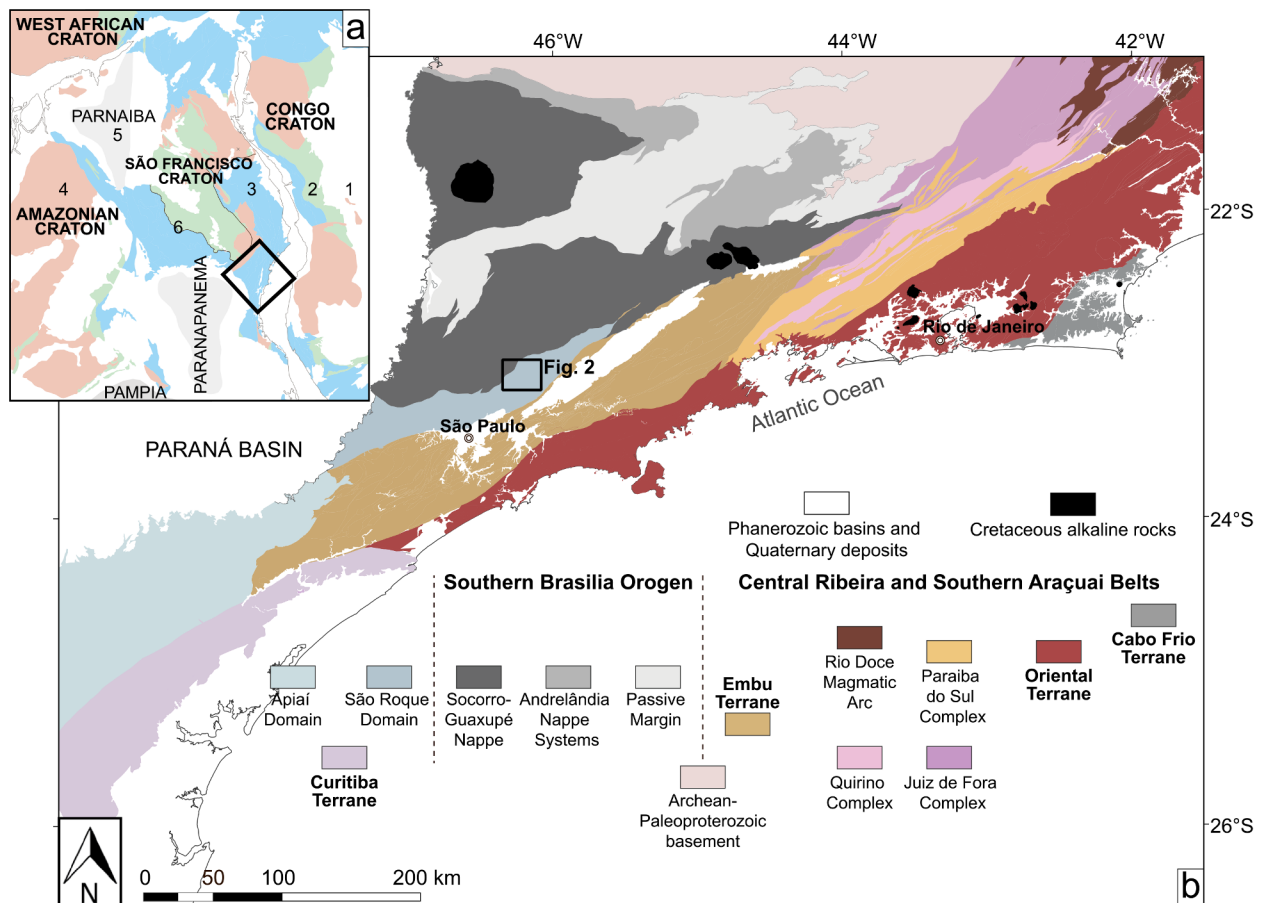 WEST AFRICAN
CRATON
a
PARNAIBA
5
CONGO
CRATON
SÃO FRANCISCO
CRATON
4
3
2
1
AMAZONIAN
CRATON
6
PARANAPANEMA
PAMPIA
46°W
44°W
42°W
22°S
24°S
26°S
Rio de Janeiro
Fig. 2
São Paulo
Atlantic Ocean
PARANÁ BASIN
Phanerozoic basins and
Quaternary deposits
Cretaceous alkaline rocks
Southern Brasilia Orogen
Central Ribeira and Southern Araçuai Belts
Apiaí
Domain
São Roque
Domain
Curitiba
Terrane
Socorro-
Guaxupé
Nappe
Andrelândia
Nappe
Systems
Passive
Margin
Embu
Terrane
Archean-
Paleoproterozoic
basement
Rio Doce
Magmatic
Arc
Paraiba
do Sul
Complex
Oriental
Terrane
Cabo Frio
Terrane
Quirino
Complex
Juiz de Fora
Complex
N
0 50 100 200 km
b